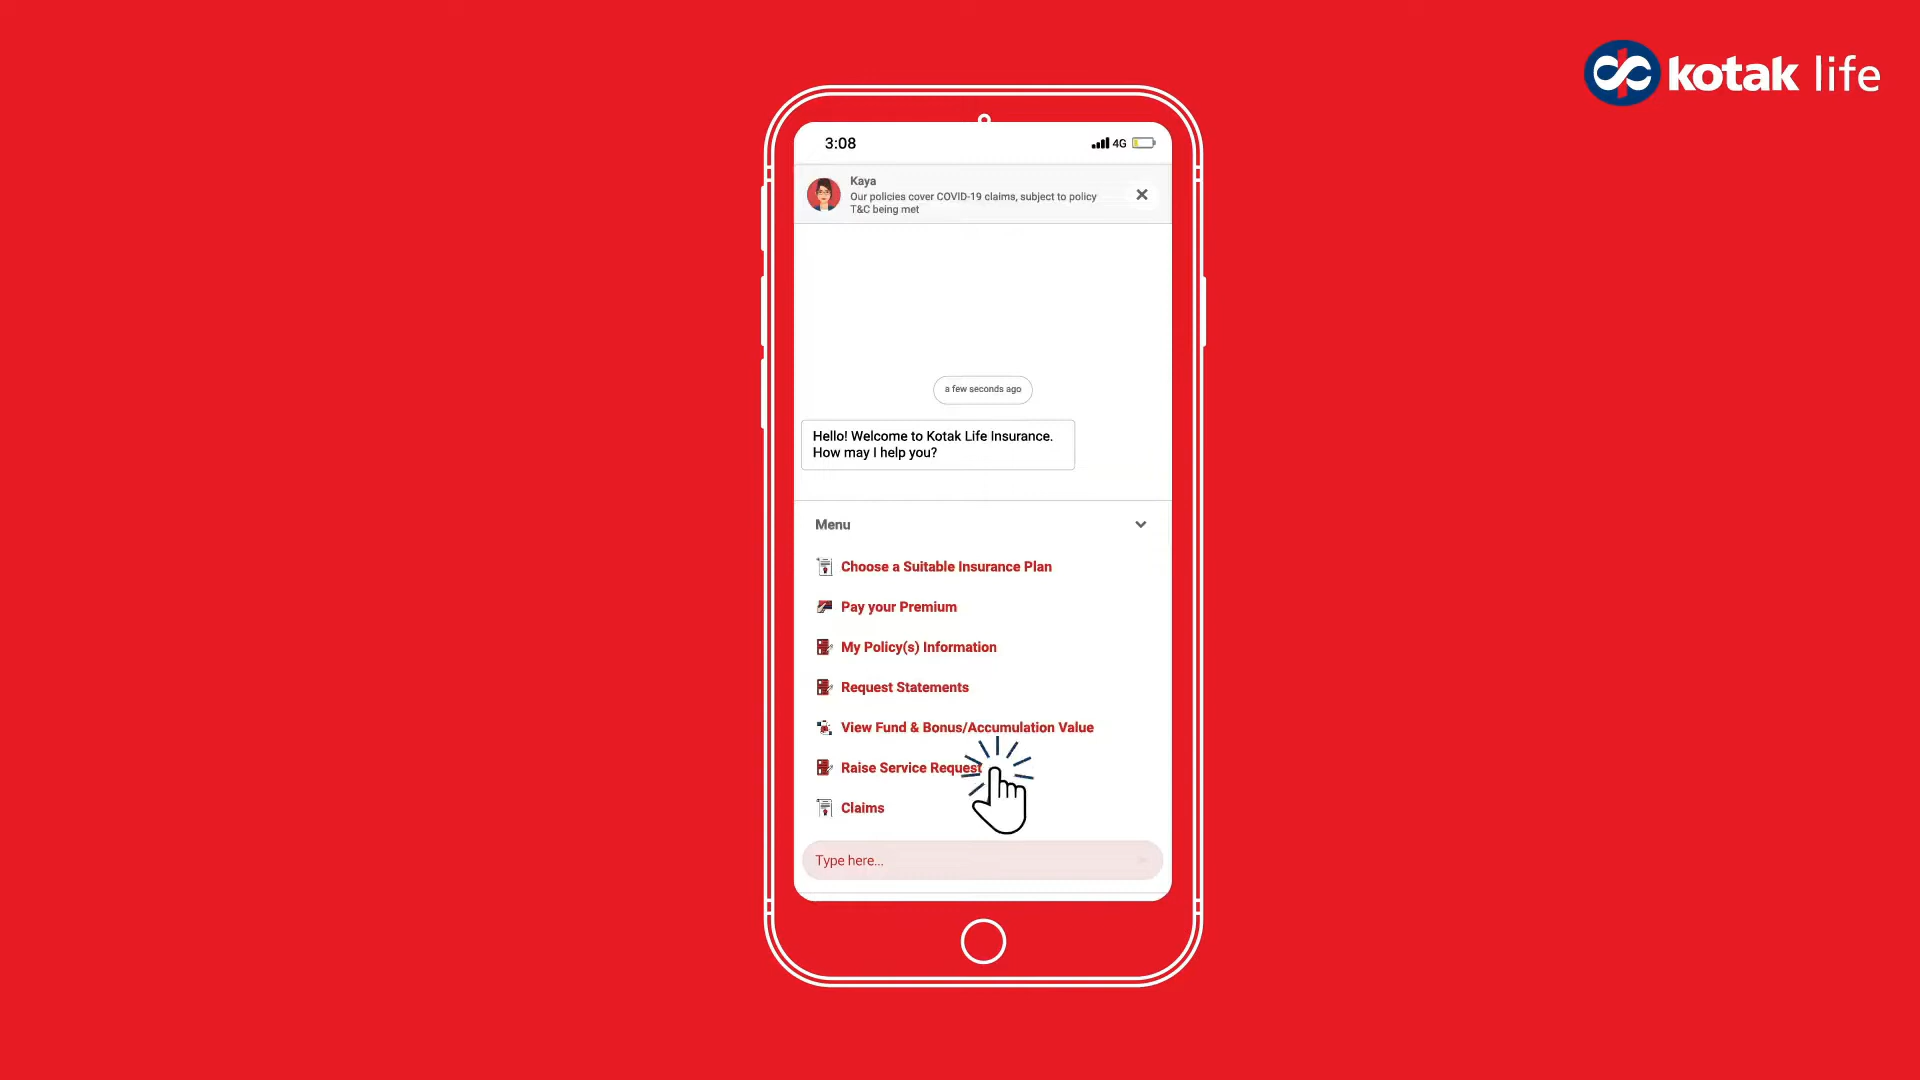 kotak life
3:08
4G
Kaya
Our policies cover COVID-19 claims, subject to policy
T&C being met
a few seconds ago
Hello! Welcome to Kotak Life Insurance.
How may I help you?
Menu
Choose a Suitable Insurance Plan
Pay your Premium
My Policy(s) Information
Request Statements
View Fund & Bonus/Accumulation Value
Raise Service Request
Claims
Type here...